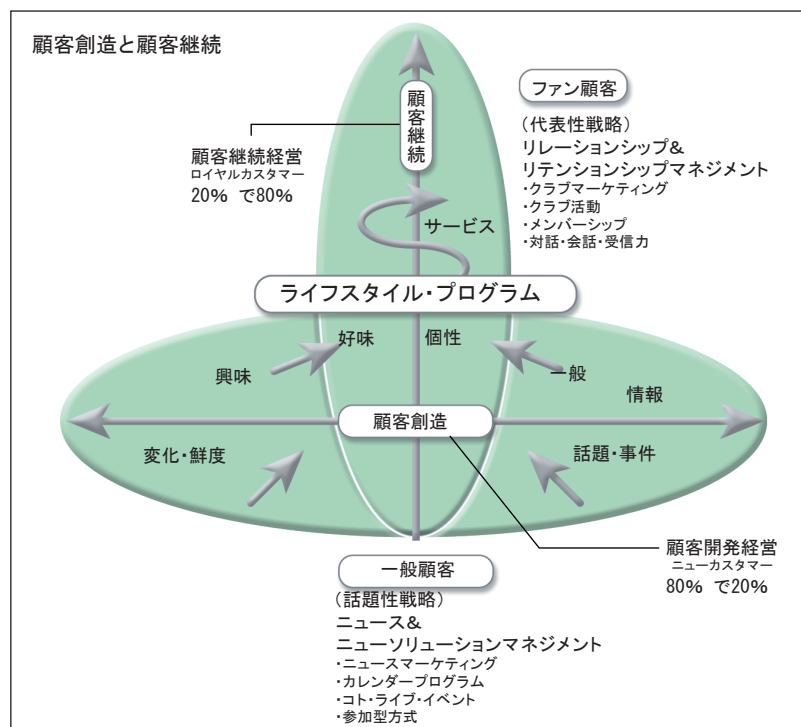 顧客創造と顧客継続
ファン顧客
(代表性戦略)
リレーションシップ&
リテンションシップマネジメント
・クラブマーケティング
・クラブ活動
・メンバーシップ
・対話・会話・受信力
顧客継続
顧客継続経営
ロイヤルカスタマー
20% で80%
サービス
ライフスタイル・プログラム
好味
個性
興味
一般
情報
顧客創造
変化・鮮度
話題・事件
顧客開発経営
ニューカスタマー
80% で20%
一般顧客
(話題性戦略)
ニュース&
ニューソリューションマネジメント
・ニュースマーケティング
・カレンダープログラム
・コト・ライブ・イベント
・参加型方式